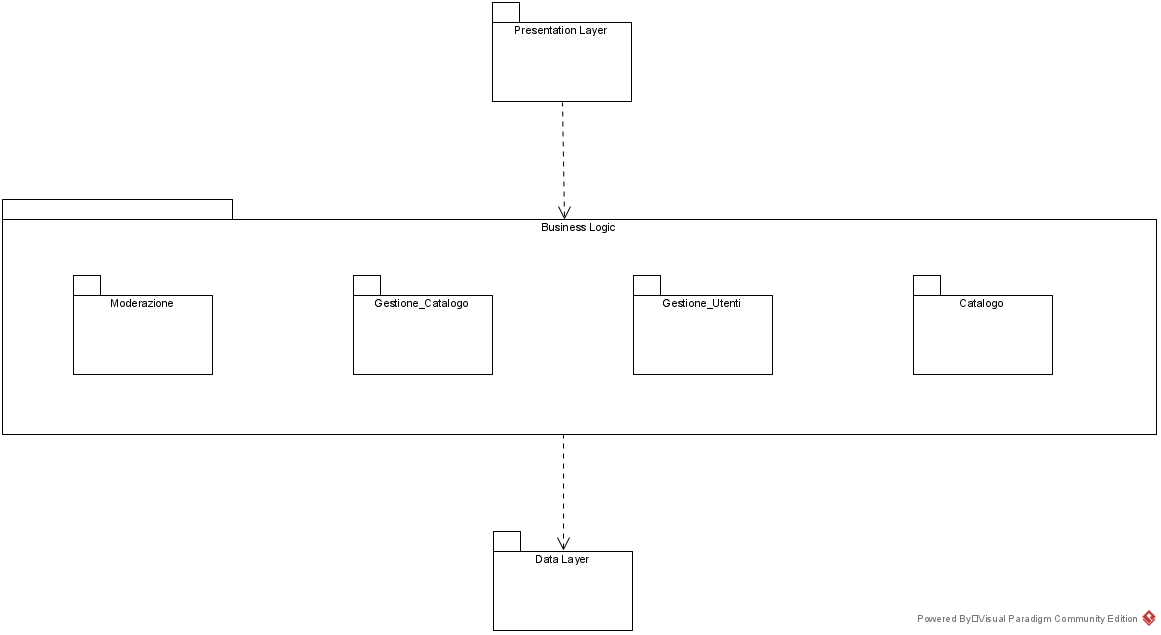 Presentation Layer
Business Logic
Moderazione
Gestione_Catalogo
Gestione_Utenti
Catalogo
Data Layer
Powered By□Visual Paradigm Community Edition